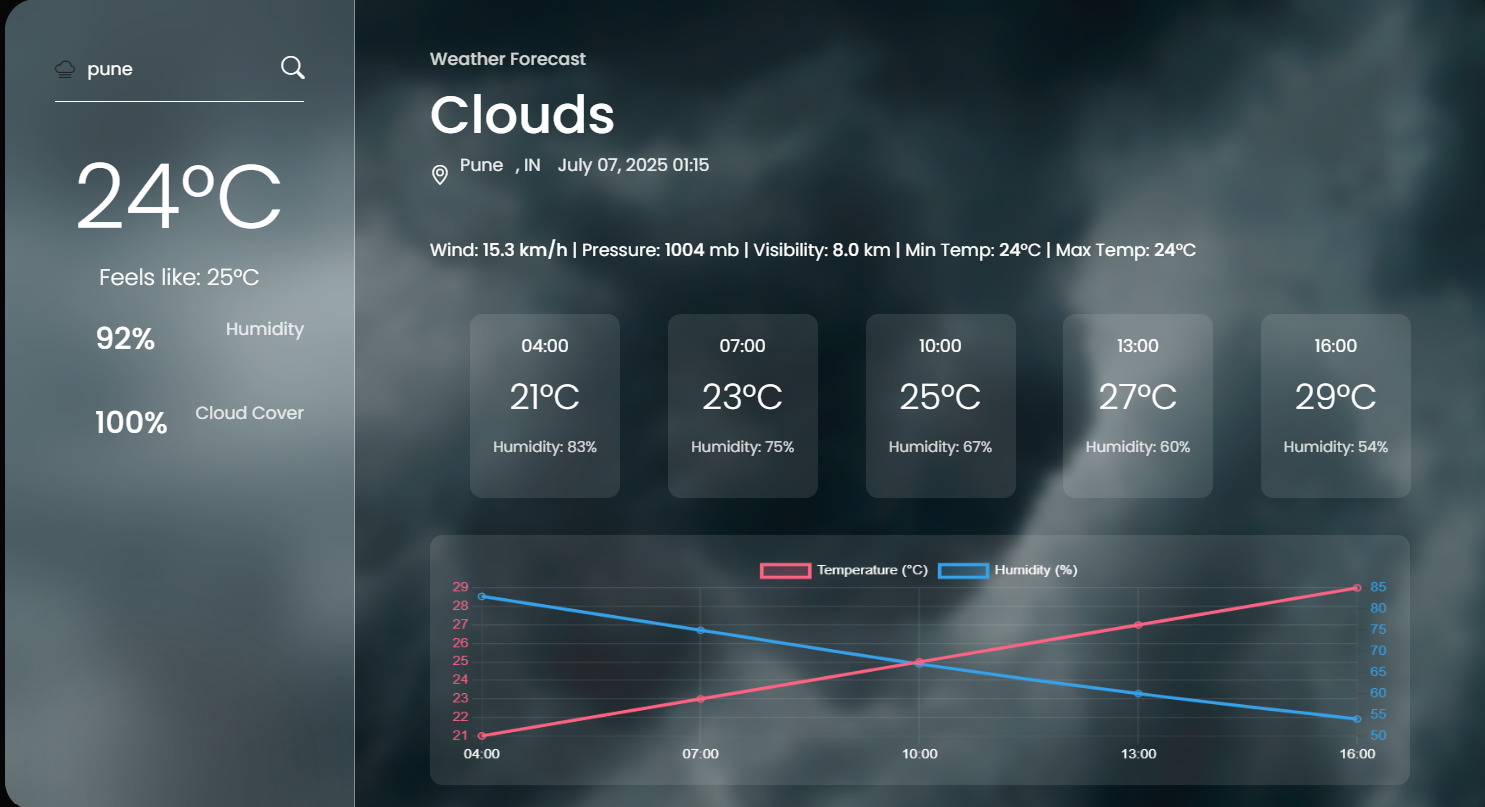 pune
24°C
Feels like: 25°C
92% Humidity
100% Cloud Cover
Weather Forecast
Clouds
Pune , IN July 07, 2025 01:15
Wind: 15.3 km/h | Pressure: 1004 mb | Visibility: 8.0 km | Min Temp: 24°C | Max Temp: 24°C
04:00 07:00 10:00 13:00 16:00
21°C 23°C 25°C 27°C 29°C
Humidity: 83% Humidity: 75% Humidity: 67% Humidity: 60% Humidity: 54%
Temperature (°C) Humidity (%)
29 85
28 80
27 75
26 70
25 65
24 60
23 55
22 50
21
04:00 07:00 10:00 13:00 16:00